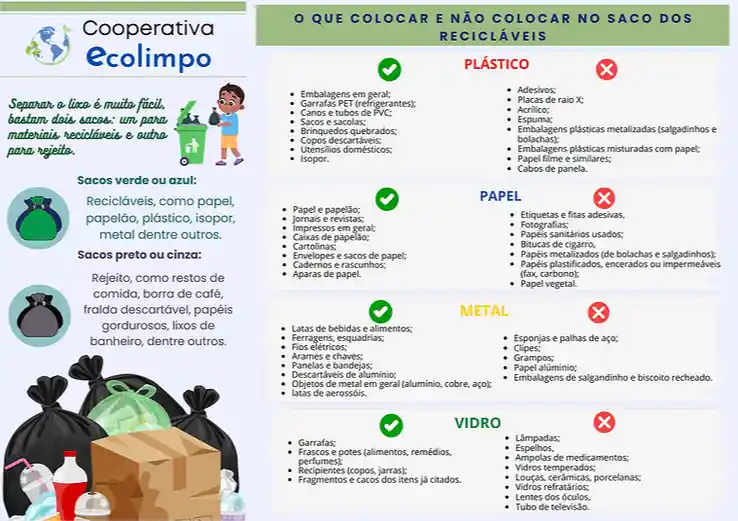 Cooperativa
ecolimpo
Separar o lixo é muito fácil,
bastam dois sacos: um para
materiais recicláveis e outro
para rejeito.
Sacos verde ou azul:
Recicláveis, como papel,
papelão, plástico, isopor,
metal dentre outros.
Sacos preto ou cinza:
Rejeito, como restos de
comida, borra de café,
fralda descartável, papéis
gordurosos, lixos de
banheiro, dentre outros.
O QUE COLOCAR E NÃO COLOCAR NO SACO DOS
RECICLÁVEIS
PLÁSTICO
• Embalagens em geral;
• Garrafas PET (refrigerantes);
• Canos e tubos de PVC;
• Sacos e sacolas;
• Brinquedos quebrados;
• Copos descartáveis;
• Utensílios domésticos;
• Isopor.
• Adesivos;
• Placas de raio X;
• Acrílico;
• Espuma;
• Embalagens plásticas metalizadas (salgadinhos e
bolachas);
• Embalagens plásticas misturadas com papel;
• Papel filme e similares;
• Cabos de panela.
PAPEL
• Papel e papelão;
• Jornais e revistas;
• Impressos em geral;
• Caixas de papelão;
• Cartolinas;
• Envelopes e sacos de papel;
• Cadernos e rascunhos;
• Aparas de papel.
• Etiquetas e fitas adesivas,
• Fotografias;
• Papéis sanitários usados;
• Bitucas de cigarro,
• Papéis metalizados (de bolachas e salgadinhos);
• Papéis plastificados, encerados ou impermeáveis
(fax, carbono);
• Papel vegetal.
METAL
• Latas de bebidas e alimentos;
• Ferragens, esquadrias;
• Fios elétricos;
• Arames e chaves;
• Panelas e bandejas;
• Descartáveis de alumínio;
• Objetos de metal em geral (alumínio, cobre, aço);
• latas de aerossóis.
• Esponjas e palhas de aço;
• Clipes;
• Grampos;
• Papel alúminio;
• Embalagens de salgandinho e biscoito recheado.
VIDRO
• Garrafas;
• Frascos e potes (alimentos, remédios,
perfumes);
• Recipientes (copos, jarras);
• Fragmentos e cacos dos itens já citados.
• Lâmpadas;
• Espelhos,
• Ampolas de medicamentos;
• Vidros temperados;
• Louças, cerâmicas, porcelanas;
• Vidros refratários;
• Lentes dos óculos,
• Tubo de televisão.